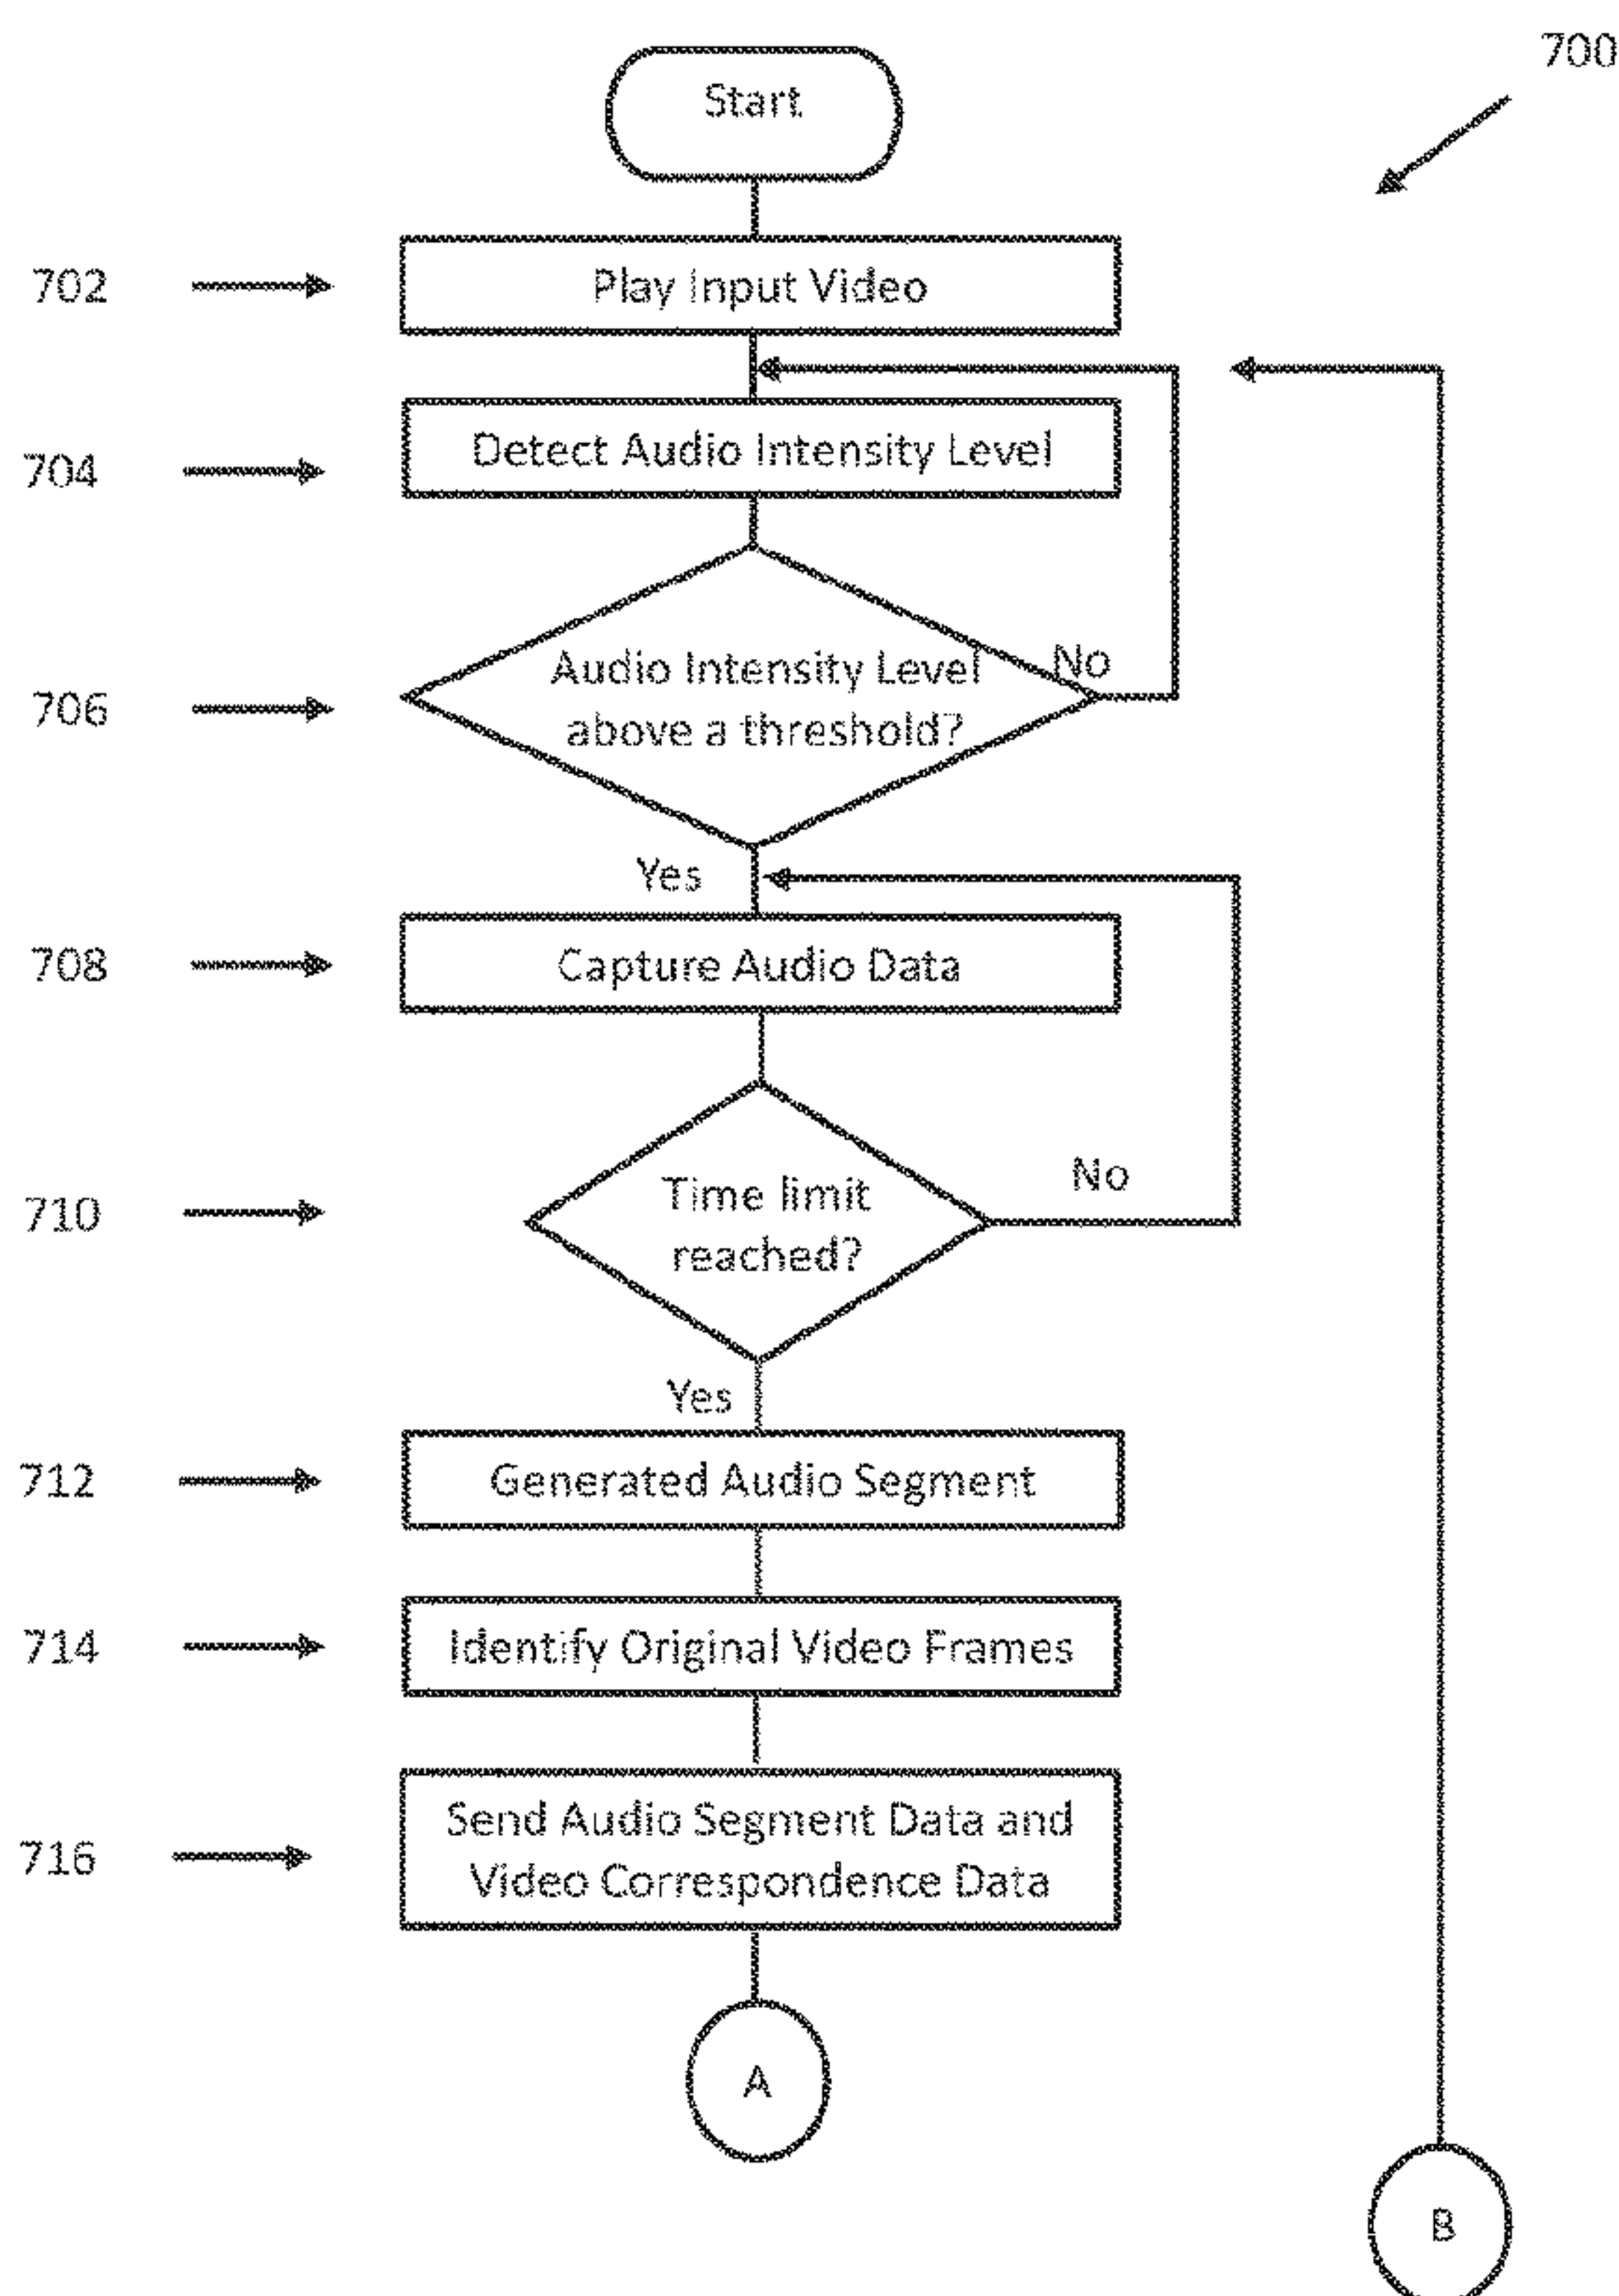 700
Start
702
Play Input Video
704
Detect Audio Intensity Level
706
Audio Intensity Level
above a threshold?
No
Yes
708
Capture Audio Data
710
Time limit
reached?
No
Yes
712
Generated Audio Segment
714
Identify Original Video Frames
716
Send Audio Segment Data and
Video Correspondence Data
A
B